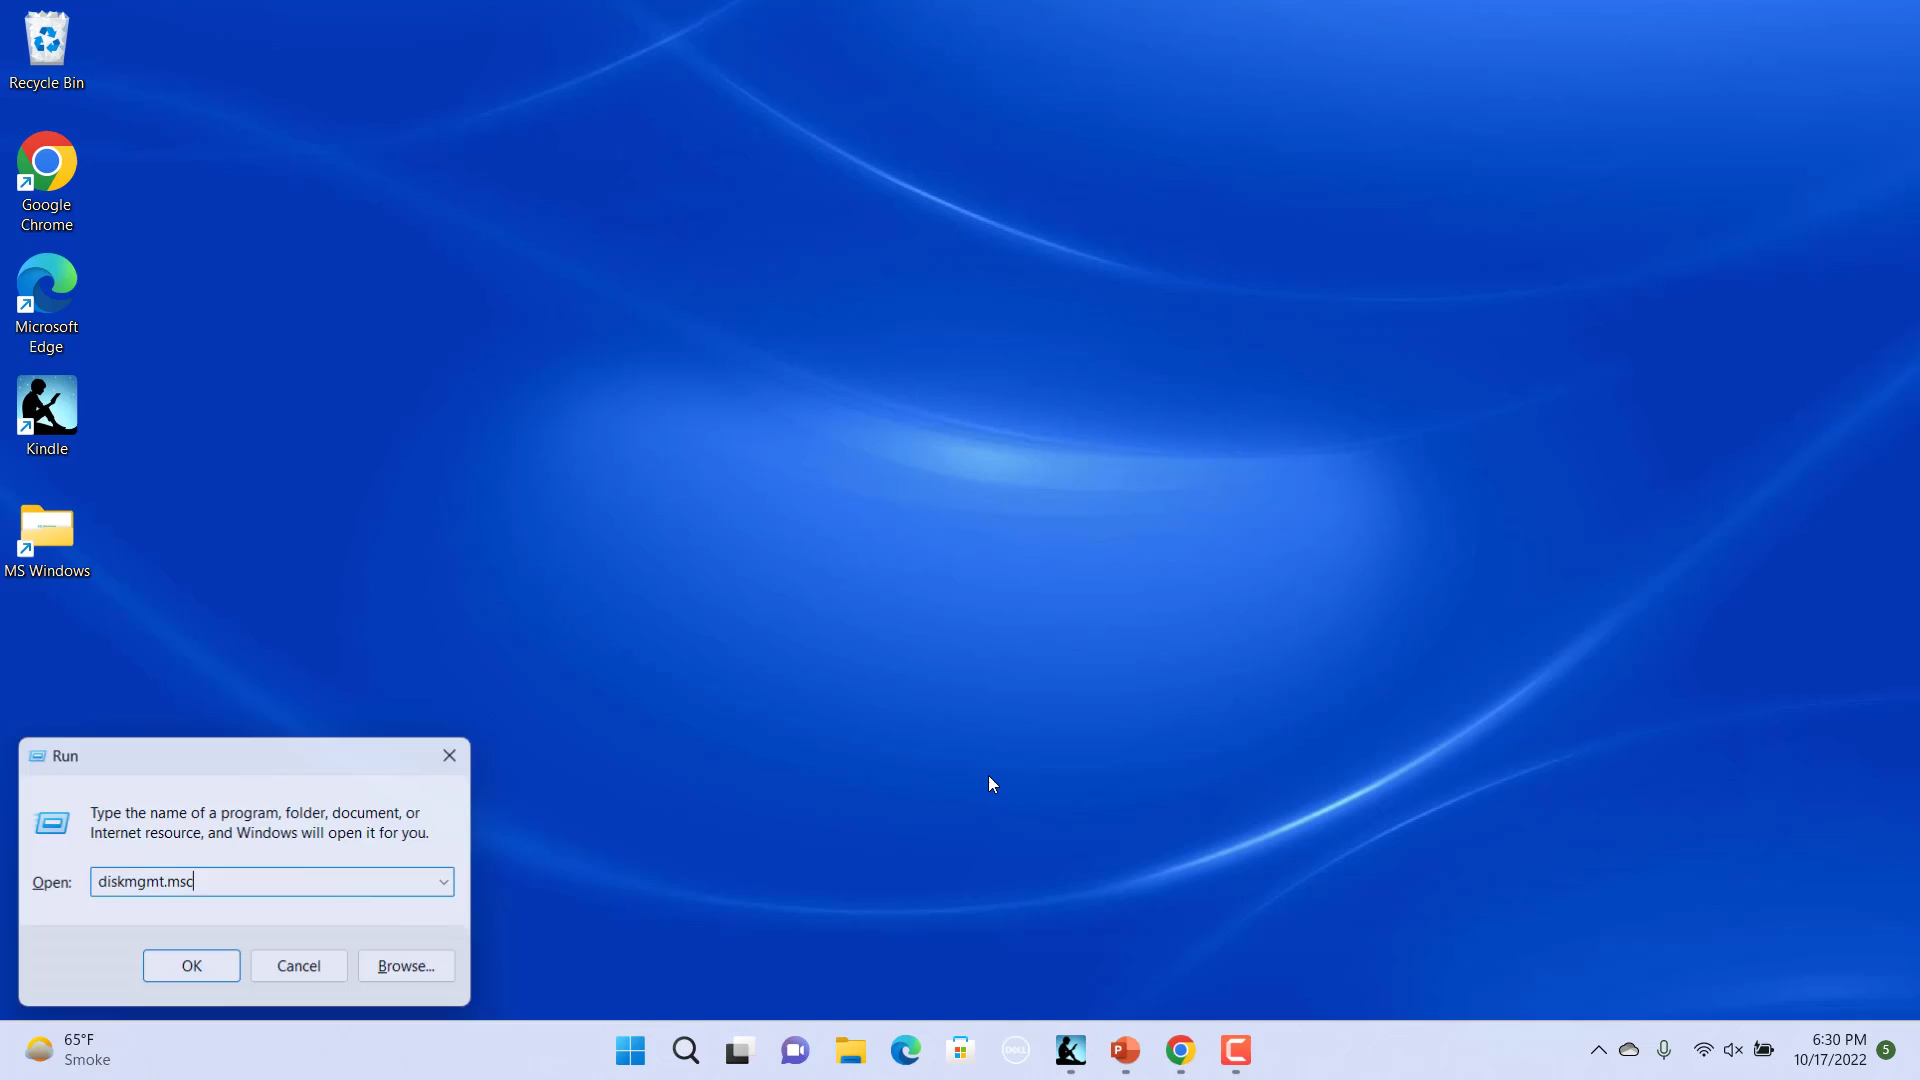 Recycle Bin
Google
Chrome
Microsoft
Edge
Kindle
MS Windows
Run
Type the name of a program, folder, document, or
Internet resource, and Windows will open it for you.
Open: diskmgmt.msc
OK Cancel Browse...
65°F
Smoke
DELL
P
6:30 PM
10/17/2022
5